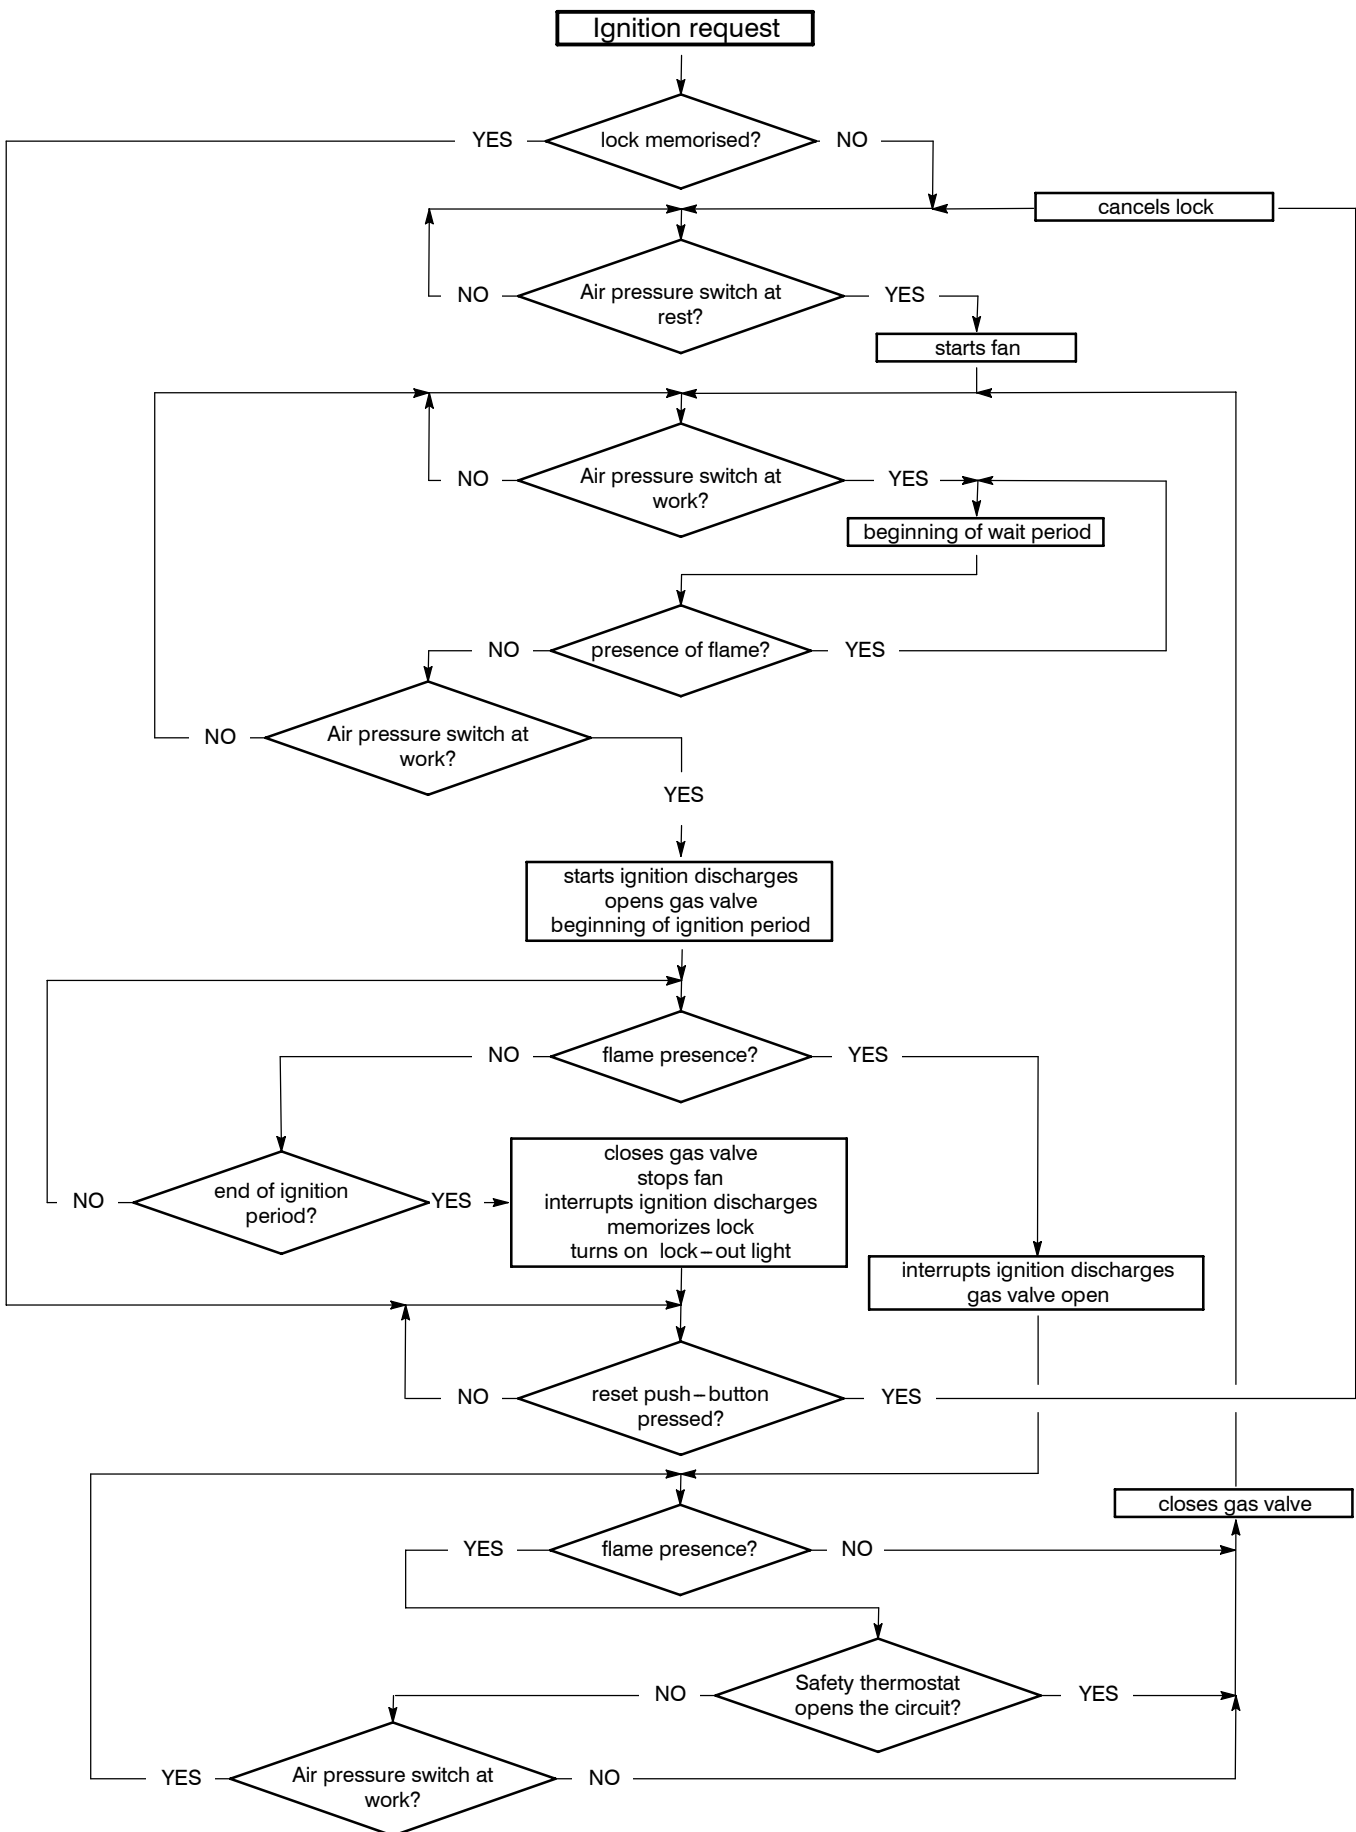 Ignition request
lock memorised?
YES
NO
cancels lock
Air pressure switch at
rest?
NO
YES
starts fan
Air pressure switch at
work?
NO
YES
beginning of wait period
presence of flame?
NO
YES
Air pressure switch at
work?
NO
YES
starts ignition discharges
opens gas valve
beginning of ignition period
flame presence?
NO
YES
end of ignition
period?
NO
YES
closes gas valve
stops fan
interrupts ignition discharges
memorizes lock
turns on lock–out light
interrupts ignition discharges
gas valve open
reset push–button
pressed?
NO
YES
closes gas valve
flame presence?
YES
NO
Safety thermostat
opens the circuit?
NO
YES
Air pressure switch at
work?
YES
NO